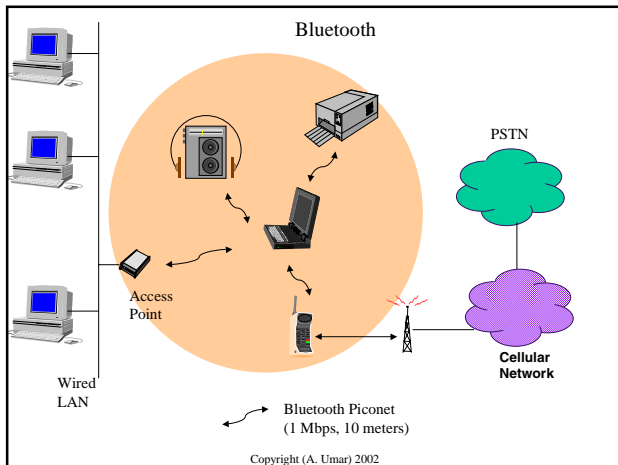 Bluetooth
PSTN
Access
Point
Cellular
Network
Wired
LAN
Bluetooth Piconet
(1 Mbps, 10 meters)
Copyright (A. Umar) 2002